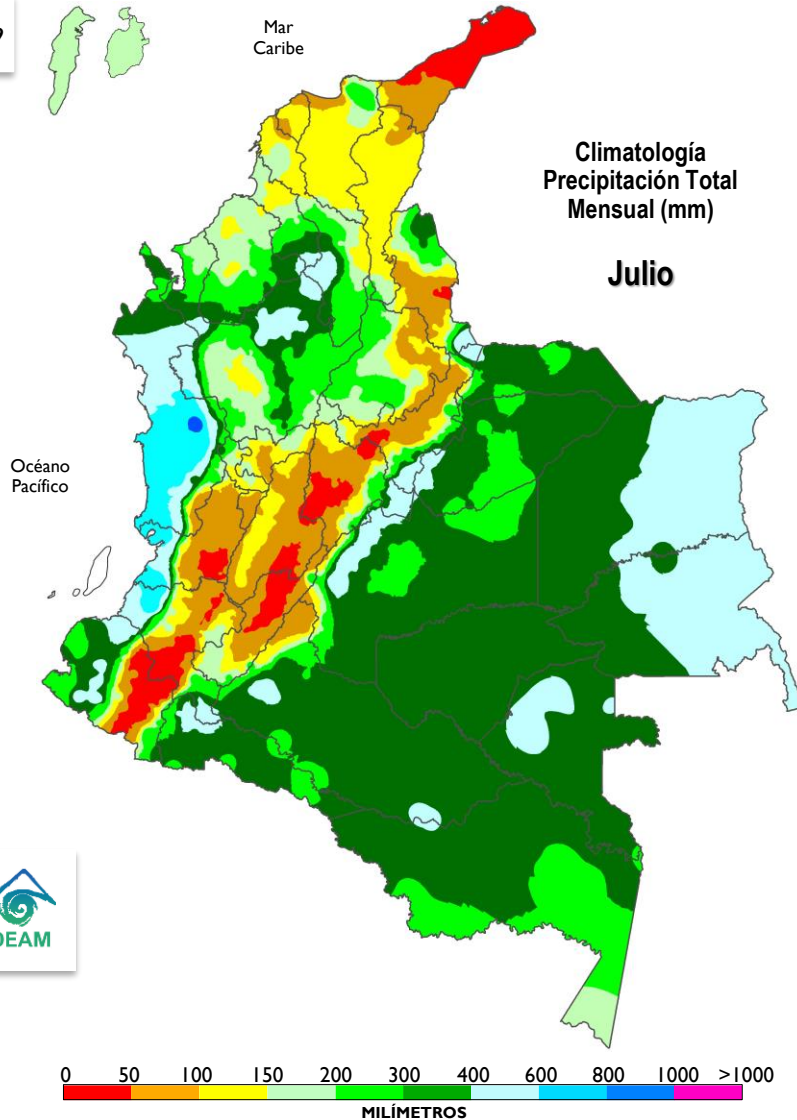 Mar
Caribe
Climatología
Precipitación Total
Mensual (mm)
Julio
Océano
Pacífico
0 50 100 150 200 300 400 600 800 1000 >1000
MILÍMETROS